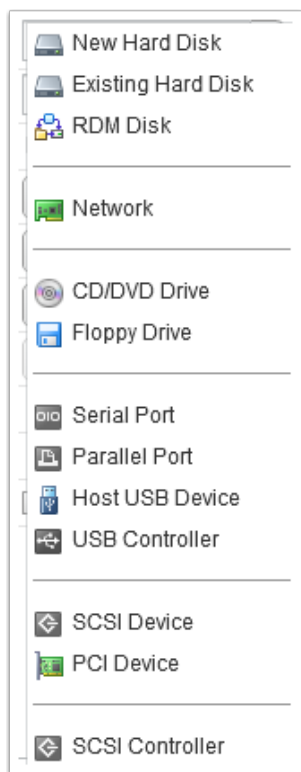 New Hard Disk
Existing Hard Disk
RDM Disk
Network
CD/DVD Drive
Floppy Drive
Serial Port
Parallel Port
Host USB Device
USB Controller
SCSI Device
PCI Device
SCSI Controller